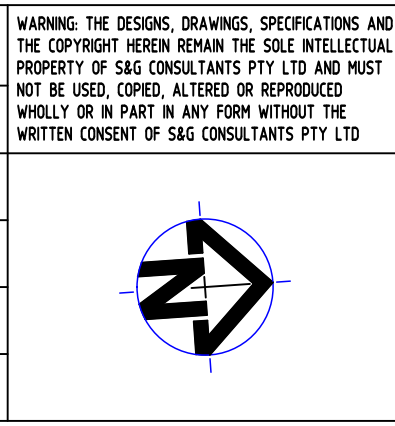 WARNING: THE DESIGNS, DRAWINGS, SPECIFICATIONS AND
THE COPYRIGHT HEREIN REMAIN THE SOLE INTELLECTUAL
PROPERTY OF S&G CONSULTANTS PTY LTD AND MUST
NOT BE USED, COPIED, ALTERED OR REPRODUCED
WHOLLY OR IN PART IN ANY FORM WITHOUT THE
WRITTEN CONSENT OF S&G CONSULTANTS PTY LTD
N